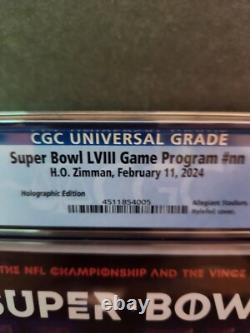 CGC UNIVERSAL GRADE
Super Bowl LVIII Game Program #nn
H.O. Zimman, February 11, 2024
Holographic Edition
Allegiant Stadium
4511854005
THE NFL CHAMPIONSHIP AND THE VINCE
SUPER BOW